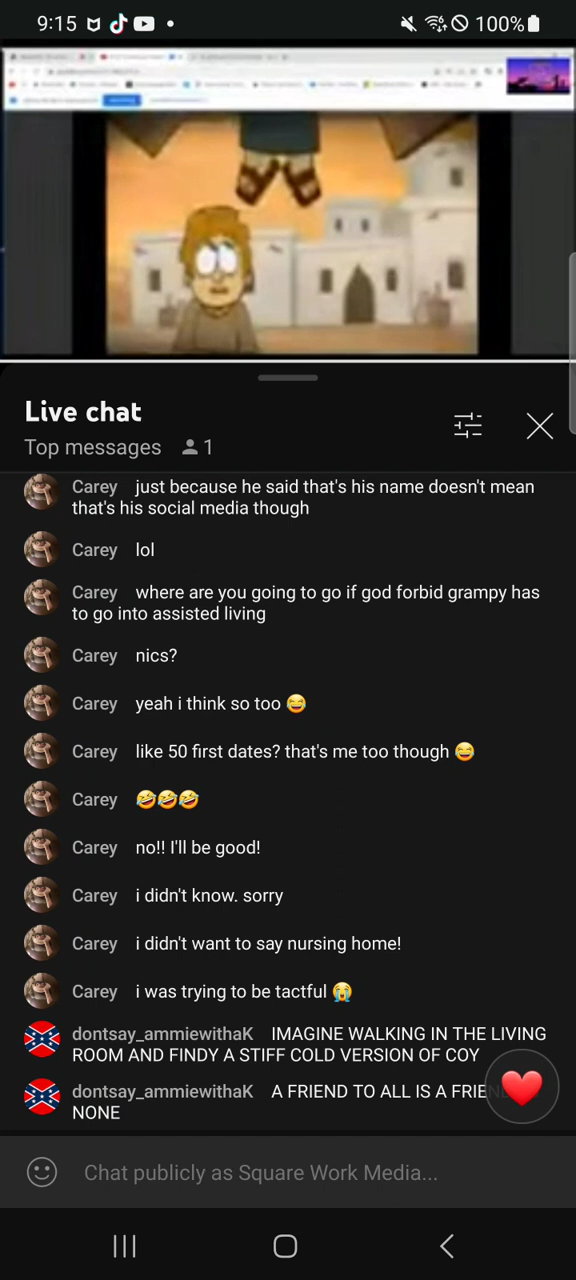 9:15
100%
Live chat
Top messages 1
Carey just because he said that's his name doesn't mean
that's his social media though
Carey lol
Carey where are you going to go if god forbid grampy has
to go into assisted living
Carey nics?
Carey yeah i think so too 😂
Carey like 50 first dates? that's me too though 😂
Carey 🤣🤣🤣
Carey no!! I'll be good!
Carey i didn't know. sorry
Carey i didn't want to say nursing home!
Carey i was trying to be tactful 😭
dontsay_ammiewithaK IMAGINE WALKING IN THE LIVING
ROOM AND FINDY A STIFF COLD VERSION OF COY
dontsay_ammiewithaK A FRIEND TO ALL IS A
NONE
Chat publicly as Square Work Media...